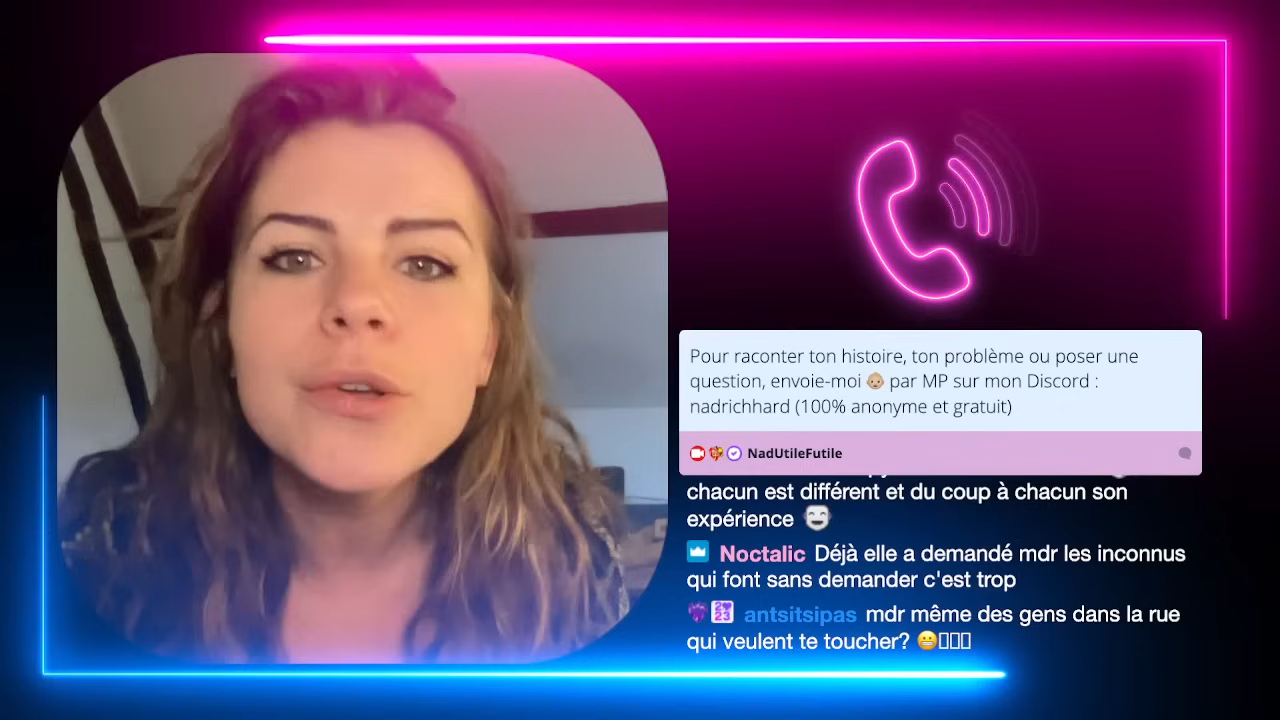 Pour raconter ton histoire, ton problème ou poser une
question, envoie-moi 👶🏼 par MP sur mon Discord :
nadrichhard (100% anonyme et gratuit)
NadUtileFutile
chacun est différent et du coup à chacun son
expérience
Noctalic Déjà elle a demandé mdr les inconnus
qui font sans demander c'est trop
2023 antsitsipas mdr même des gens dans la rue
qui veulent te toucher? 😬